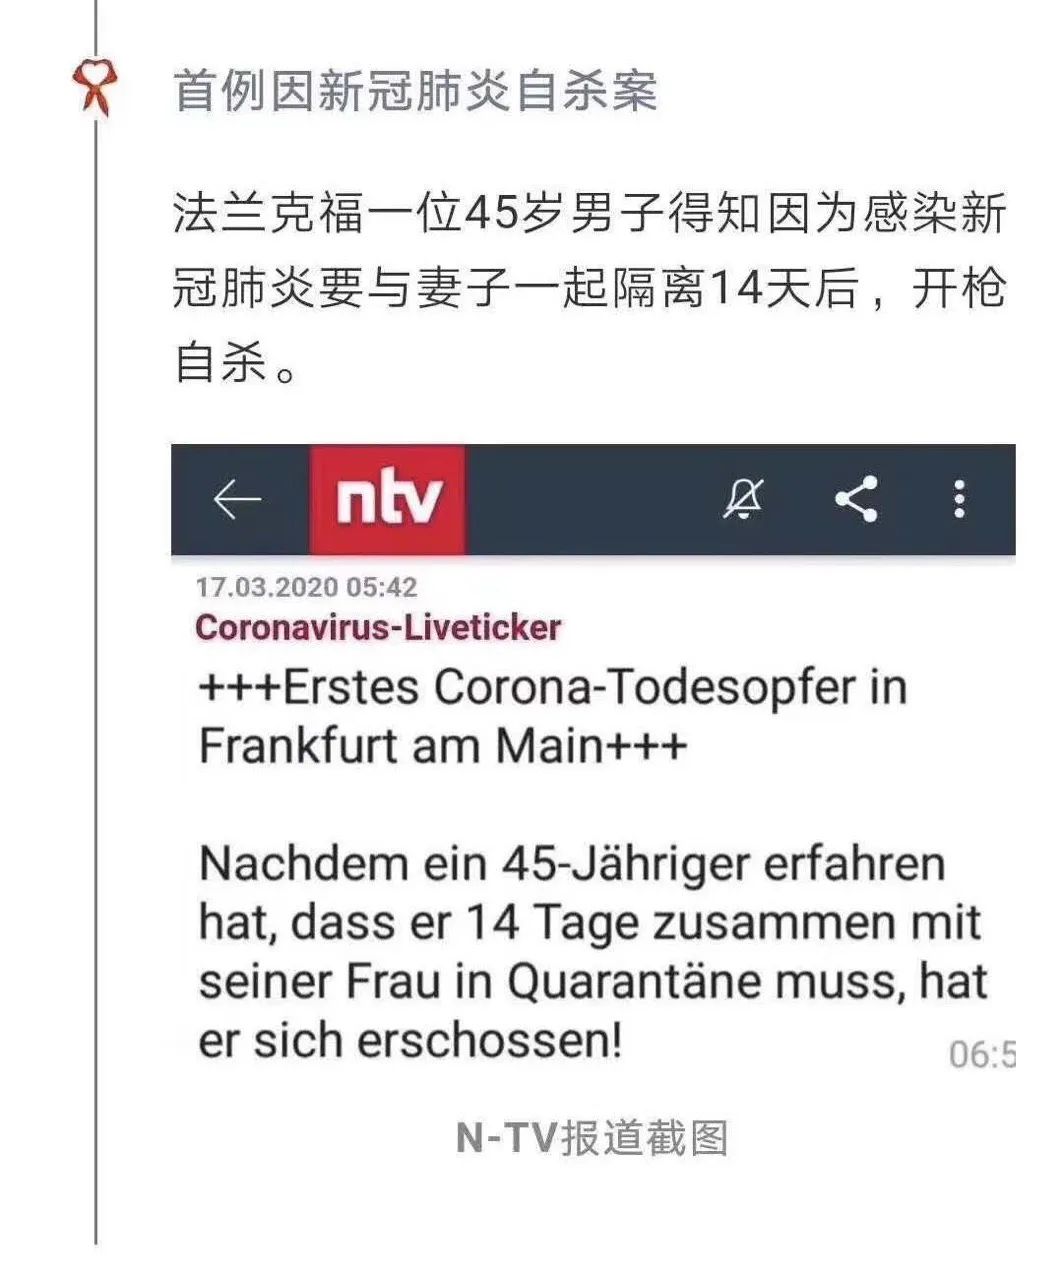 首例因新冠肺炎自杀案
法兰克福一位45岁男子得知因为感染新
冠肺炎要与妻子一起隔离14天后，开枪
自杀。
ntv
17.03.2020 05:42
Coronavirus-Liveticker
+++Erstes Corona-Todesopfer in
Frankfurt am Main+++
Nachdem ein 45-Jähriger erfahren
hat, dass er 14 Tage zusammen mit
seiner Frau in Quarantäne muss, hat
er sich erschossen!
06:5
N-TV报道截图